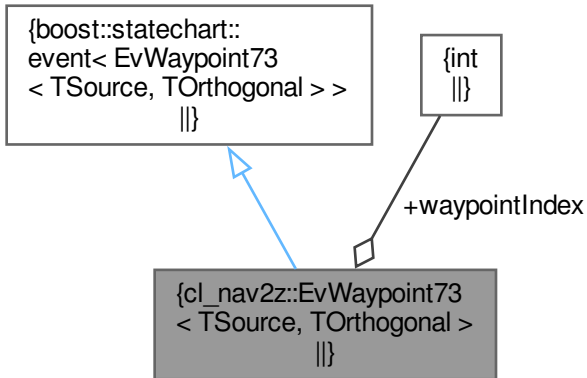 {boost::statechart::
event< EvWaypoint73
< TSource, TOrthogonal > >
||}
{int
||}
+waypointIndex
{cl_nav2z::EvWaypoint73
< TSource, TOrthogonal >
||}